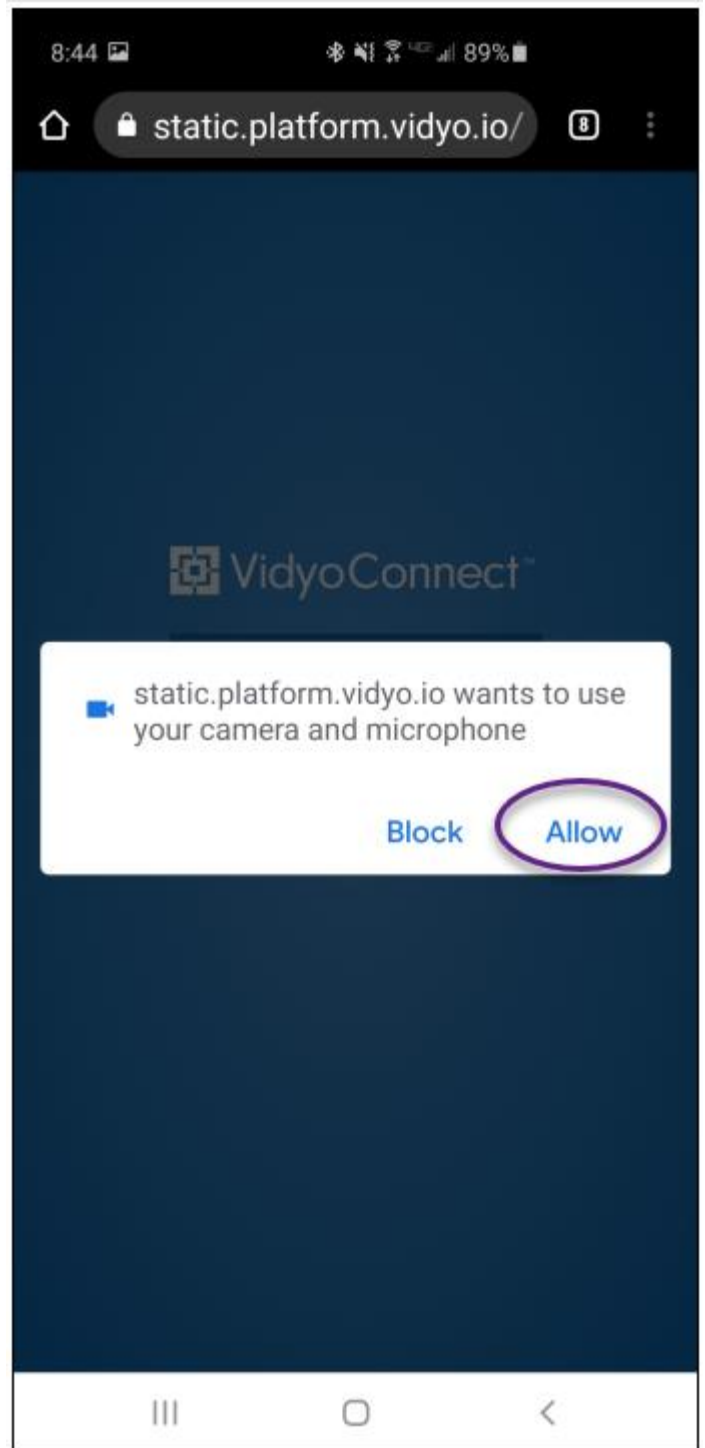 8:44 89%
static.platform.vidyo.io/ 8
VidyoConnect™
static.platform.vidyo.io wants to use
your camera and microphone
Block Allow